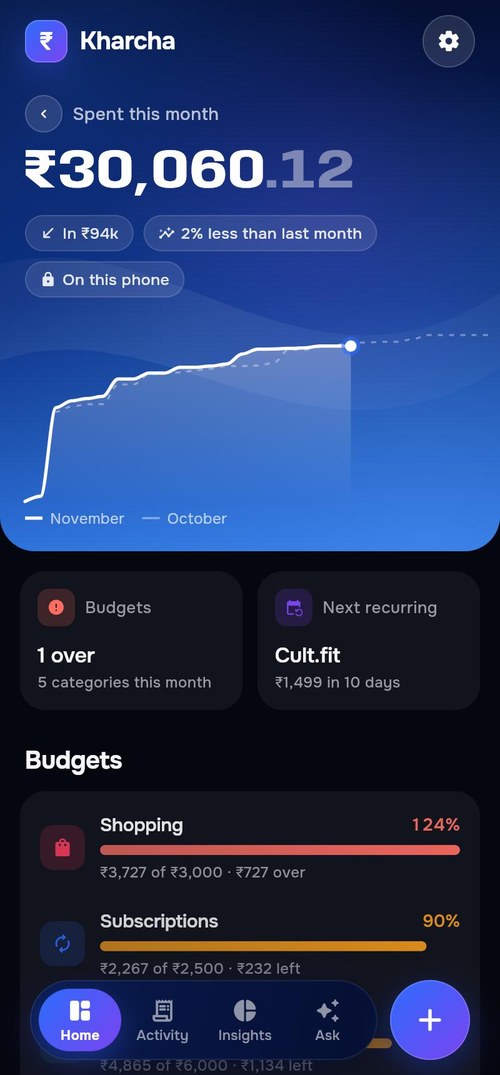 ₹ Kharcha
Spent this month
₹30,060.12
In ₹94k
2% less than last month
On this phone
November
October
Budgets
1 over
5 categories this month
Next recurring
Cult.fit
₹1,499 in 10 days
Budgets
Shopping
124%
₹3,727 of ₹3,000 · ₹727 over
Subscriptions
90%
₹2,267 of ₹2,500 · ₹232 left
₹4,865 of ₹6,000 · ₹1,134 left
Home
Activity
Insights
Ask